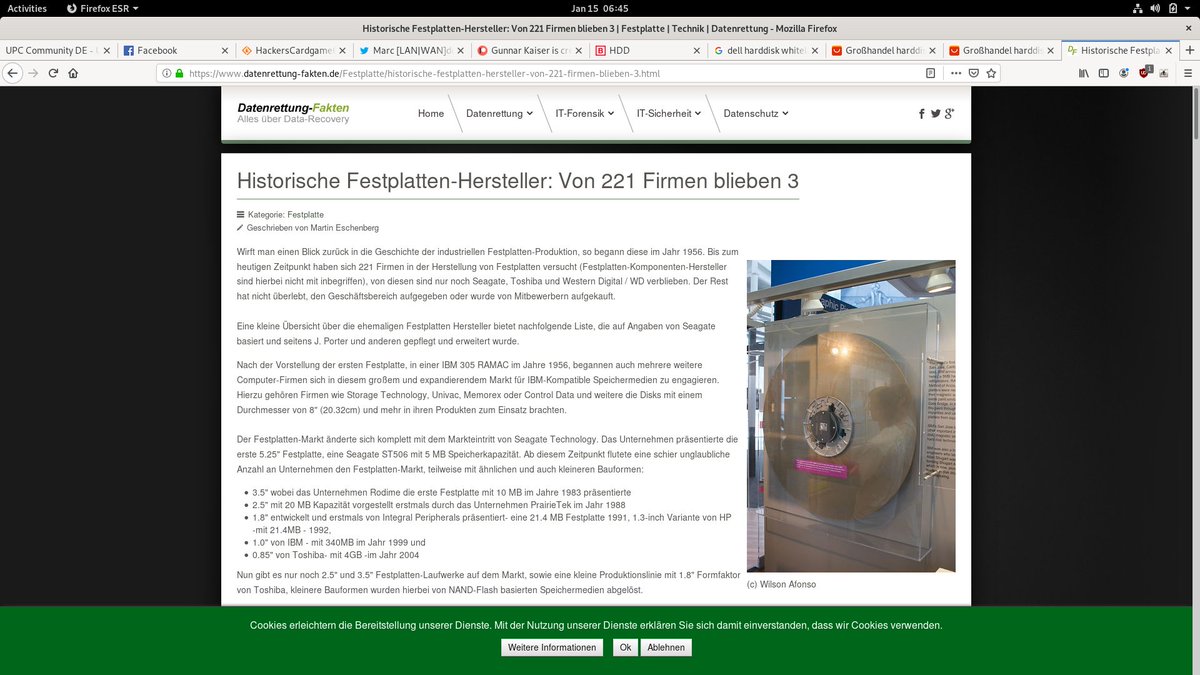 Activities Firefox ESR Jan 15 06:45
Historische Festplatten-Hersteller: Von 221 Firmen blieben 3 | Festplatte | Technik | Datenrettung - Mozilla Firefox
UPC Community DE - Facebook HackersCardgame Marc [LAN|WAN] Gunnar Kaiser is cr HDD dell harddisk white Großhandel harddi Großhandel harddis Historische Festpla
https://www.datenrettung-fakten.de/Festplatte/historische-festplatten-hersteller-von-221-firmen-blieben-3.html
Datenrettung-Fakten
Alles über Data-Recovery
Home Datenrettung IT-Forensik IT-Sicherheit Datenschutz
Historische Festplatten-Hersteller: Von 221 Firmen blieben 3
Kategorie: Festplatte
Geschrieben von Martin Eschenberg
Wirft man einen Blick zurück in die Geschichte der industriellen Festplatten-Produktion, so begann diese im Jahr 1956. Bis zum
heutigen Zeitpunkt haben sich 221 Firmen in der Herstellung von Festplatten versucht (Festplatten-Komponenten-Hersteller
sind hierbei nicht mit inbegriffen), von diesen sind nur noch Seagate, Toshiba und Western Digital / WD verblieben. Der Rest
hat nicht überlebt, den Geschäftsbereich aufgegeben oder wurde von Mitbewerbern aufgekauft.
Eine kleine Übersicht über die ehemaligen Festplatten Hersteller bietet nachfolgende Liste, die auf Angaben von Seagate
basiert und seitens J. Porter und anderen gepflegt und erweitert wurde.
Nach der Vorstellung der ersten Festplatte, in einer IBM 305 RAMAC im Jahre 1956, begannen auch mehrere weitere
Computer-Firmen sich in diesem großem und expandierendem Markt für IBM-Kompatible Speichermedien zu engagieren.
Hierzu gehören Firmen wie Storage Technology, Univac, Memorex oder Control Data und weitere die Disks mit einem
Durchmesser von 8" (20.32cm) und mehr in ihren Produkten zum Einsatz brachten.
Der Festplatten-Markt änderte sich komplett mit dem Markteintritt von Seagate Technology. Das Unternehmen präsentierte die
erste 5.25" Festplatte, eine Seagate ST506 mit 5 MB Speicherkapazität. Ab diesem Zeitpunkt flutete eine schier unglaubliche
Anzahl an Unternehmen den Festplatten-Markt, teilweise mit ähnlichen und auch kleineren Bauformen:
3.5" wobei das Unternehmen Rodime die erste Festplatte mit 10 MB im Jahre 1983 präsentierte
2.5" mit 20 MB Kapazität vorgestellt erstmals durch das Unternehmen PrairieTek im Jahr 1988
1.8" entwickelt und erstmals von Integral Peripherals präsentiert- eine 21.4 MB Festplatte 1991, 1.3-inch Variante von HP
-mit 21.4MB - 1992,
1.0" von IBM - mit 340MB im Jahr 1999 und
0.85" von Toshiba- mit 4GB -im Jahr 2004
(c) Wilson Afonso
Nun gibt es nur noch 2.5" und 3.5" Festplatten-Laufwerke auf dem Markt, sowie eine kleine Produktionslinie mit 1.8" Formfaktor
von Toshiba, kleinere Bauformen wurden hierbei von NAND-Flash basierten Speichermedien abgelöst.
Cookies erleichtern die Bereitstellung unserer Dienste. Mit der Nutzung unserer Dienste erklären Sie sich damit einverstanden, dass wir Cookies verwenden.
Weitere Informationen Ok Ablehnen